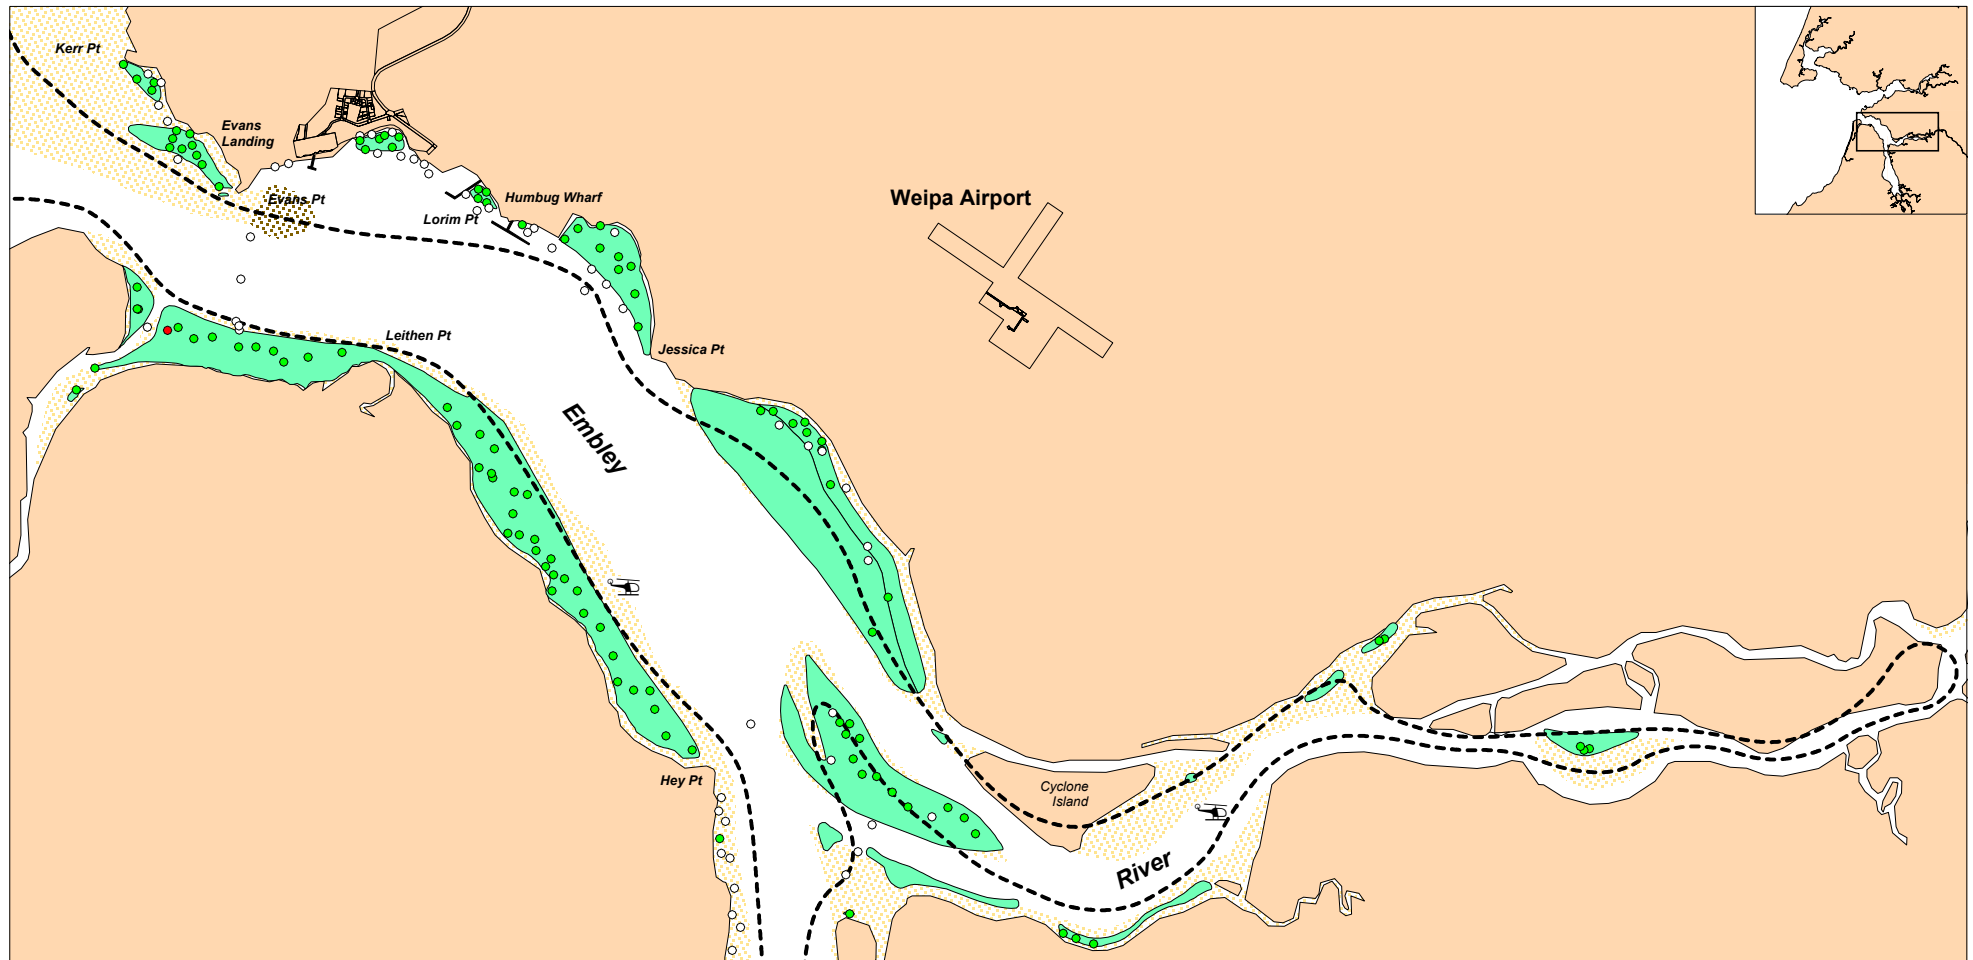 Kerr Pt
Evans
Landing
Evans Pt
Humbug Wharf
Lorim Pt
Weipa Airport
Leithen Pt
Jessica Pt
Embley
Hey Pt
Cyclone
Island
River